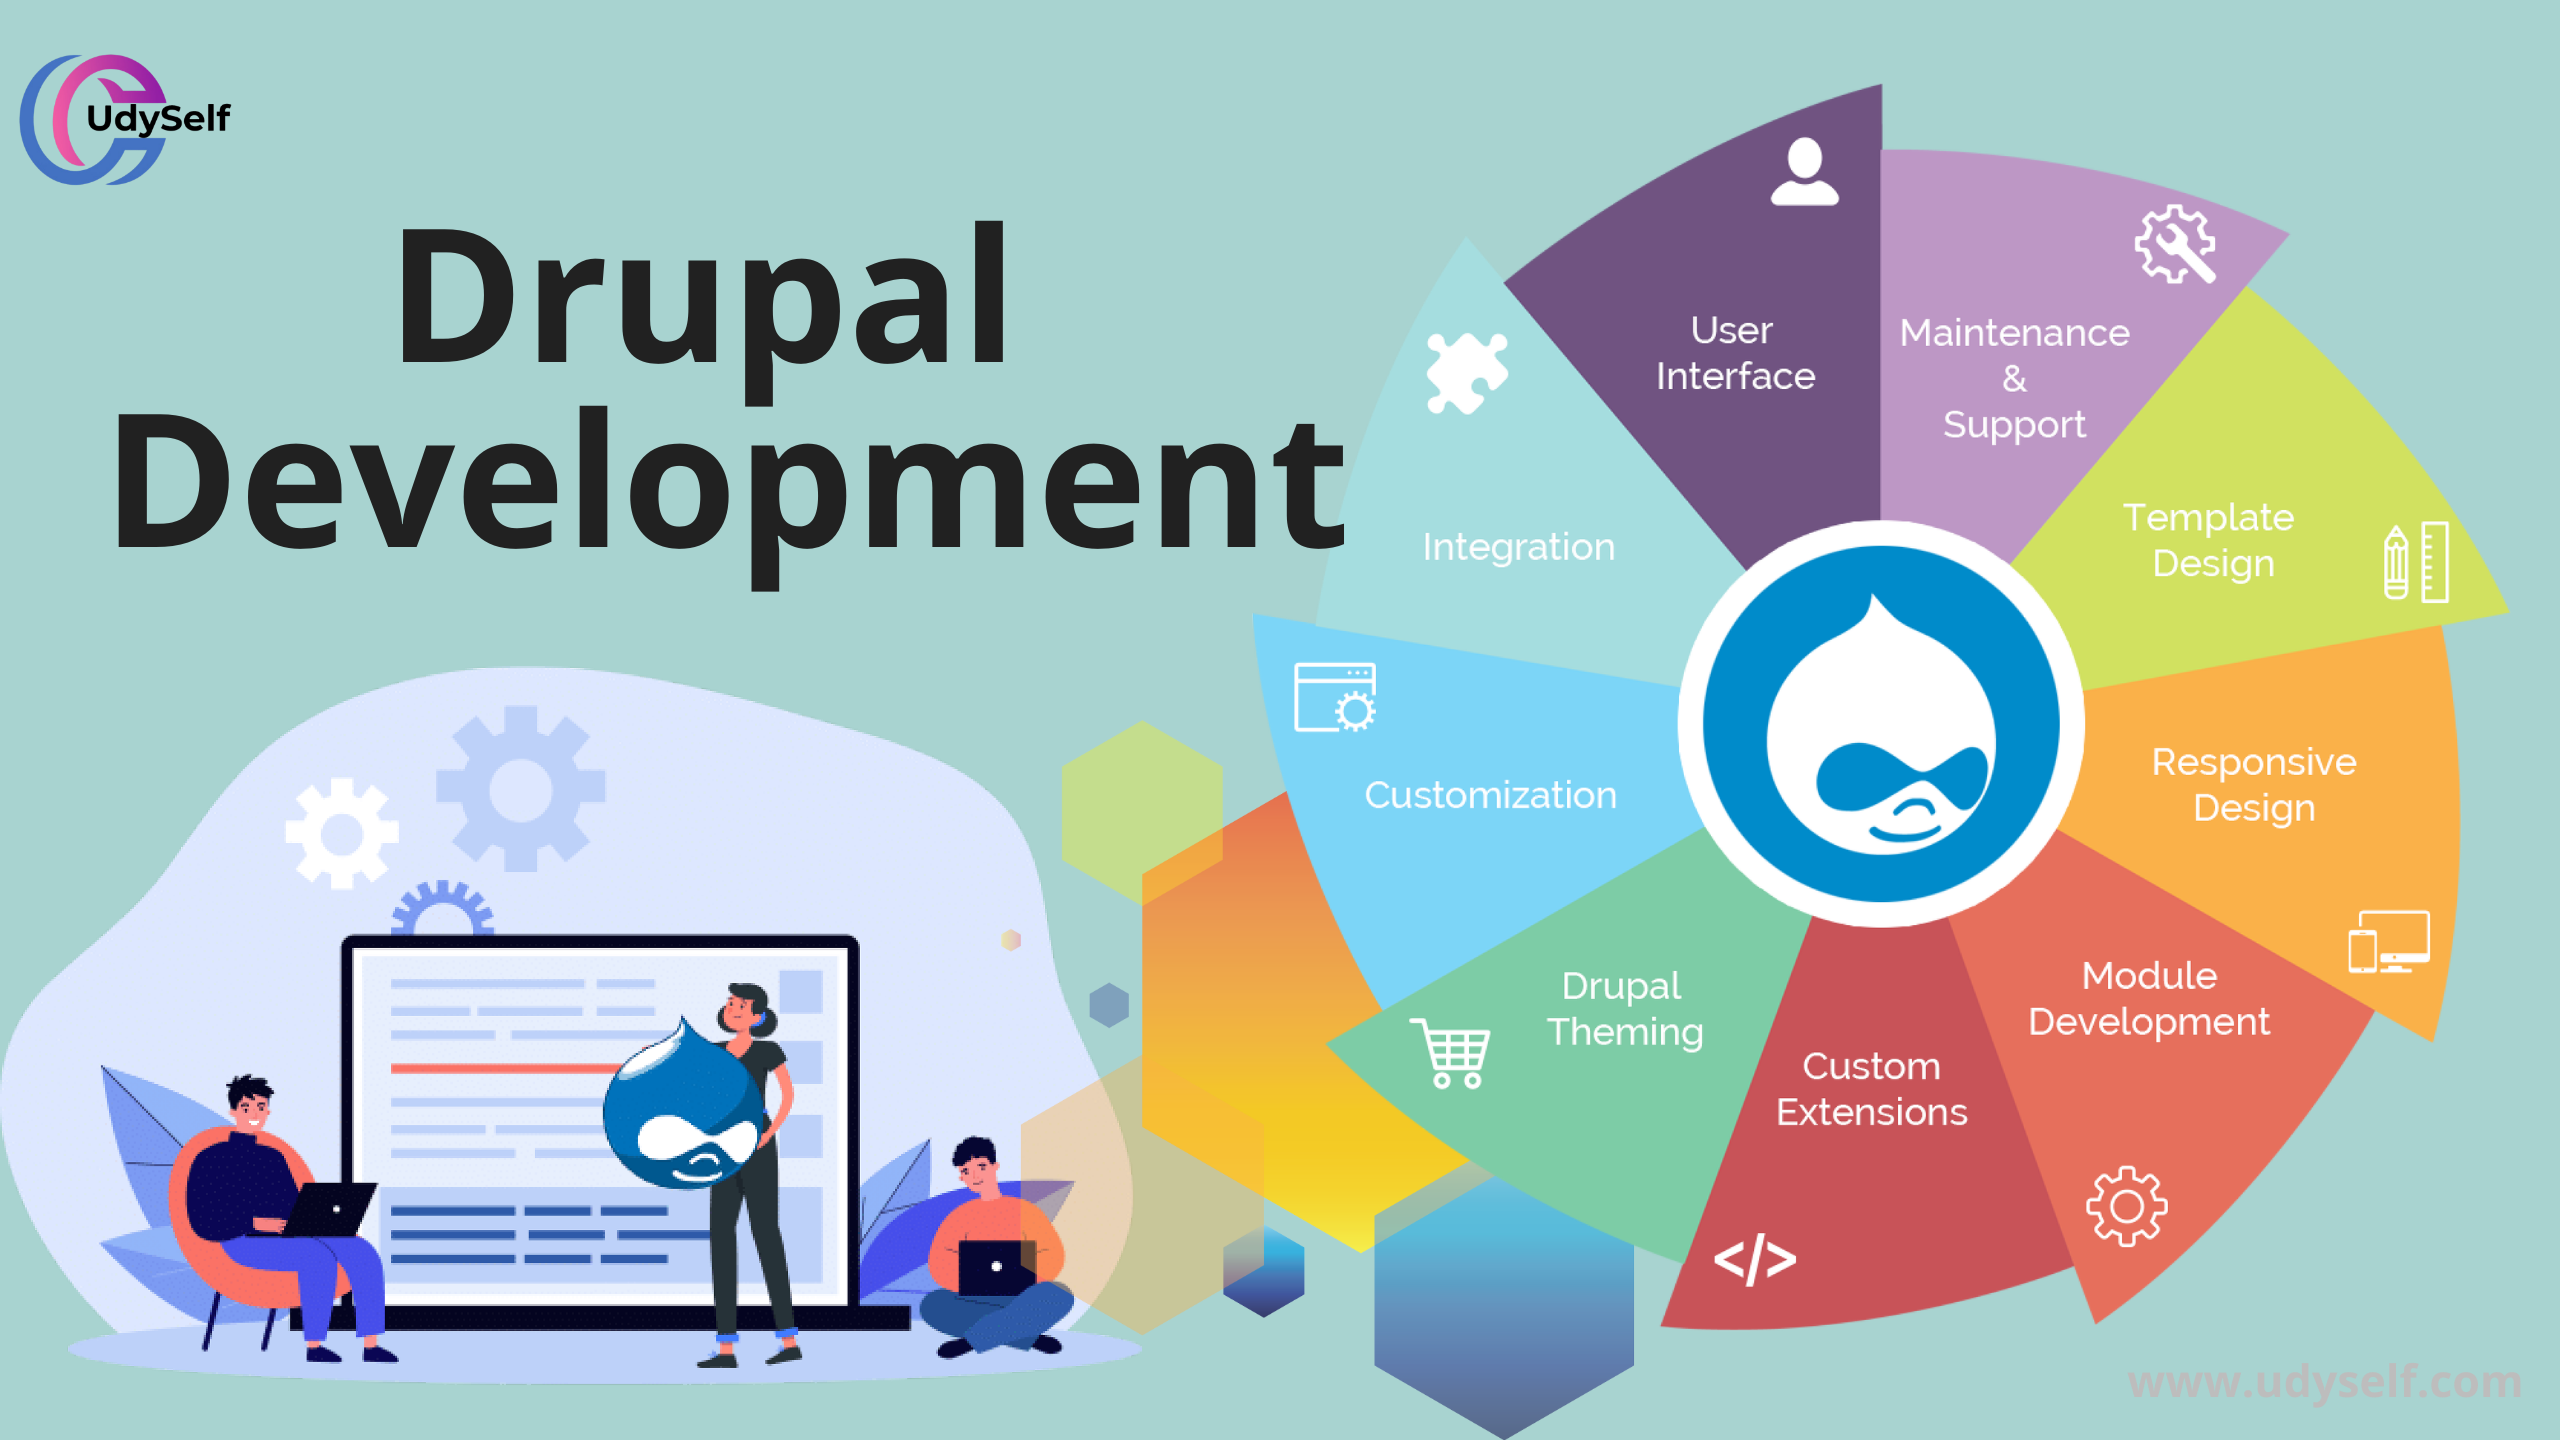 UdySelf
Drupal
Development
User
Interface
Maintenance
&
Support
Template
Design
Responsive
Design
Module
Development
Custom
Extensions
</>
Drupal
Theming
Customization
Integration
www.udyself.com